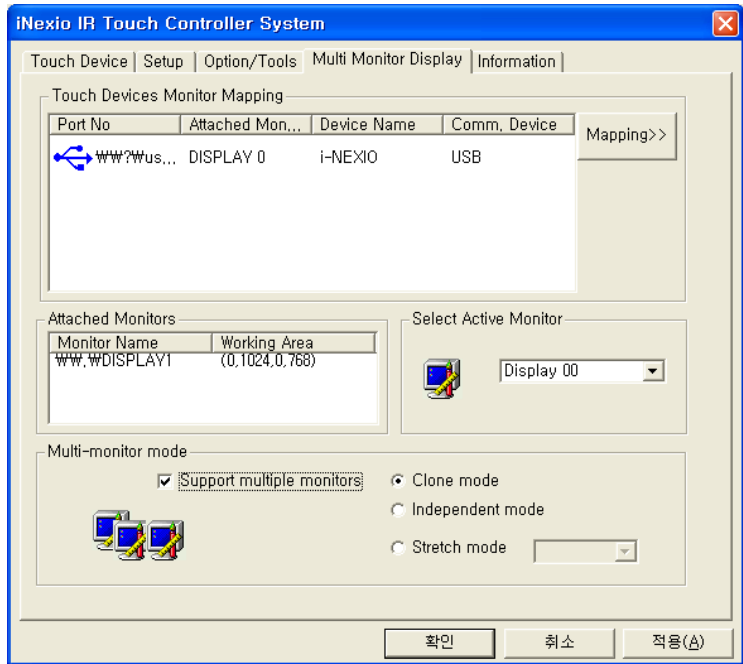 iNexio IR Touch Controller System
Touch Device Setup Option/Tools Multi Monitor Display Information
Touch Devices Monitor Mapping
Port No Attached Mon... Device Name Comm. Device
Mapping>>
₩₩?₩us... DISPLAY 0 i-NEXIO USB
Attached Monitors
Select Active Monitor
Monitor Name Working Area
₩₩.₩DISPLAY1 (0,1024,0,768)
Display 00
Multi-monitor mode
Support multiple monitors
Clone mode
Independent mode
Stretch mode
확인 취소 적용(A)